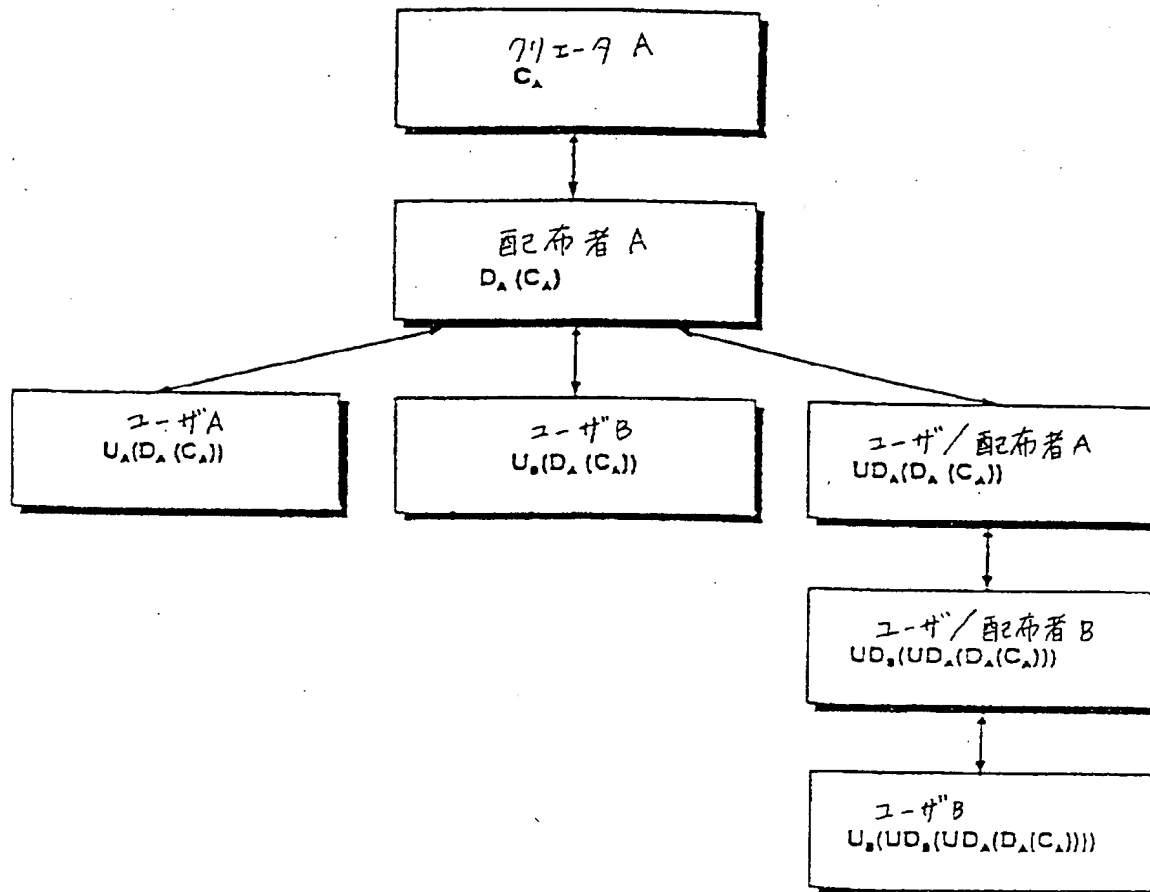 クリエータ A
C_A
配布者 A
D_A (C_A)
ユーザA
U_A(D_A (C_A))
ユーザB
U_B(D_A (C_A))
ユーザ/配布者 A
UD_A(D_A (C_A))
ユーザ/配布者 B
UD_B(UD_A(D_A(C_A)))
ユーザB
U_B(UD_B(UD_A(D_A(C_A))))